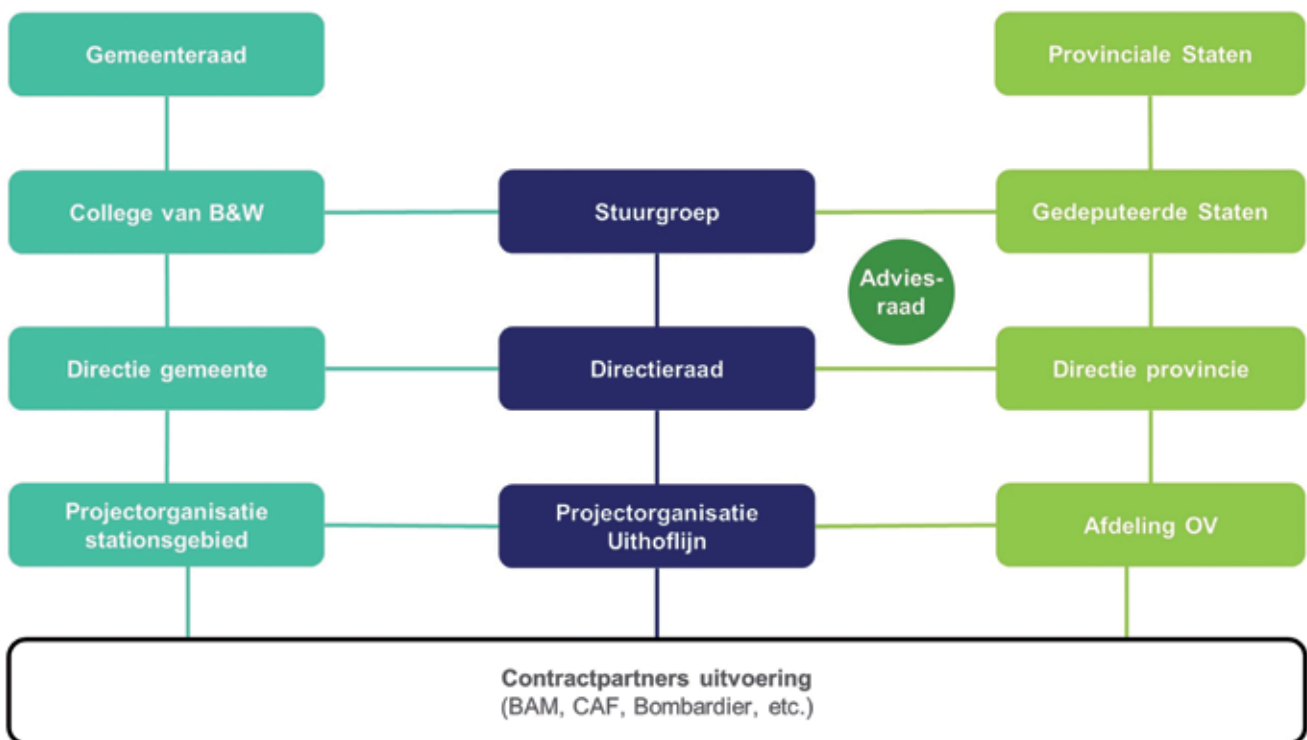 Gemeenteraad
Provinciale Staten
College van B&W
Stuurgroep
Gedeputeerde Staten
Advies-
raad
Directie gemeente
Directieraad
Directie provincie
Projectorganisatie
stationsgebied
Projectorganisatie
Uithoflijn
Afdeling OV
Contractpartners uitvoering
(BAM, CAF, Bombardier, etc.)